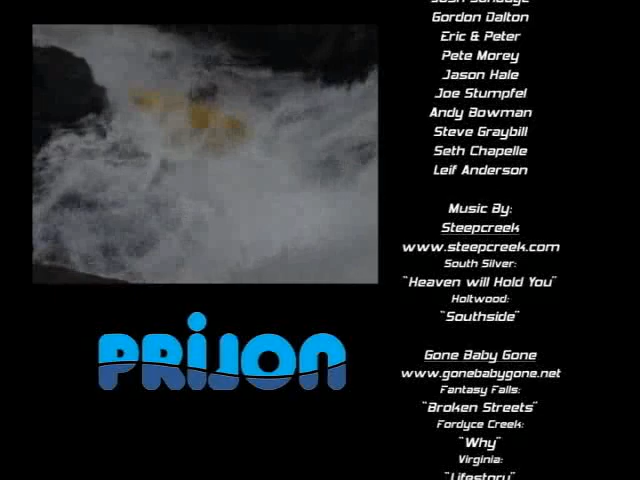 Gordon Dalton
Eric & Peter
Pete Morey
Jason Hale
Joe Stumpfel
Andy Bowman
Steve Graybill
Seth Chapelle
Leif Anderson
Music By:
Steepcreek
www.steepcreek.com
South Silver:
"Heaven will Hold You"
Holtwood:
"Southside"
PRIJON
Gone Baby Gone
www.gonebabygone.net
Fantasy Falls:
"Broken Streets"
Fordyce Creek:
"Why"
Virginia:
"Lifestory"